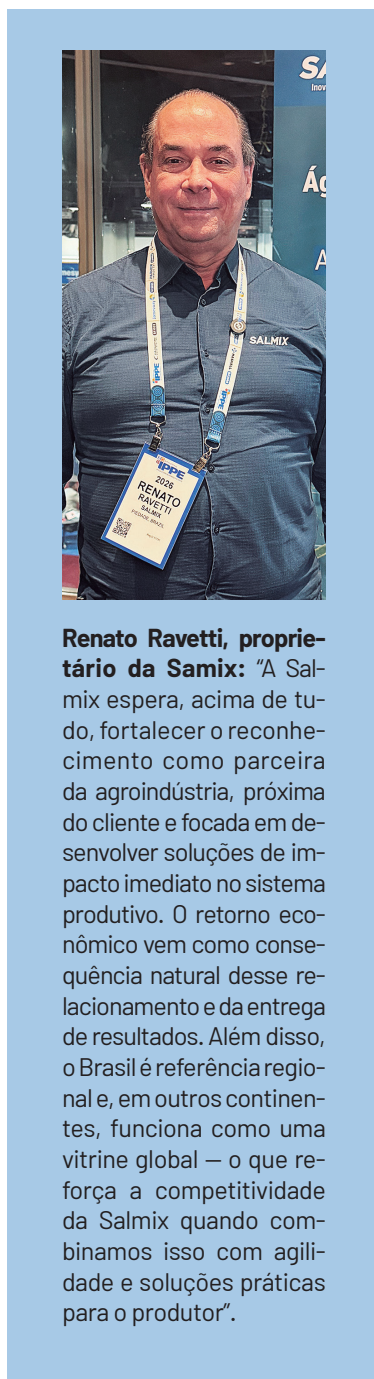 SA
Inov
Ág
A
SALMIX
IPPE
IPPE
IPPE
2026
RENATO
RAVETTI
SALMIX
PIEDADE, BRAZIL
Renato Ravetti, proprie-
tário da Samix: “A Sal-
mix espera, acima de tu-
do, fortalecer o reconhe-
cimento como parceira
da agroindústria, próxima
do cliente e focada em de-
senvolver soluções de im-
pacto imediato no sistema
produtivo. O retorno eco-
nômico vem como conse-
quência natural desse re-
lacionamento e da entrega
de resultados. Além disso,
o Brasil é referência regio-
nal e, em outros continen-
tes, funciona como uma
vitrine global — o que re-
força a competitividade
da Salmix quando com-
binamos isso com agili-
dade e soluções práticas
para o produtor”.